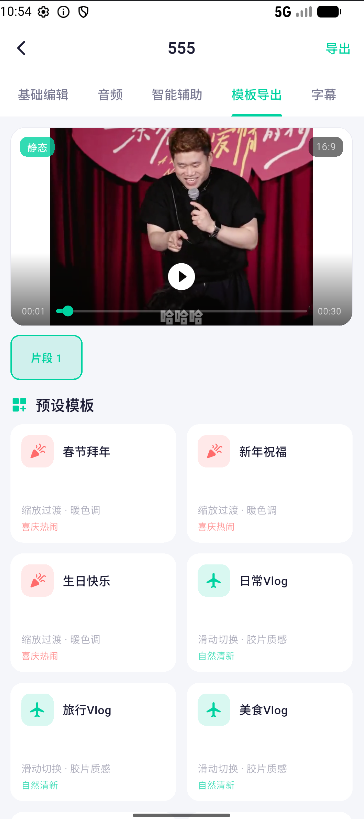 10:54
5G
555
导出
基础编辑 音频 智能辅助 模板导出 字幕
静态
16:9
00:01
00:30
哈哈哈
片段 1
预设模板
春节拜年
缩放过渡 · 暖色调
喜庆热闹
新年祝福
缩放过渡 · 暖色调
喜庆热闹
生日快乐
缩放过渡 · 暖色调
喜庆热闹
日常Vlog
滑动切换 · 胶片质感
自然清新
旅行Vlog
滑动切换 · 胶片质感
自然清新
美食Vlog
滑动切换 · 胶片质感
自然清新